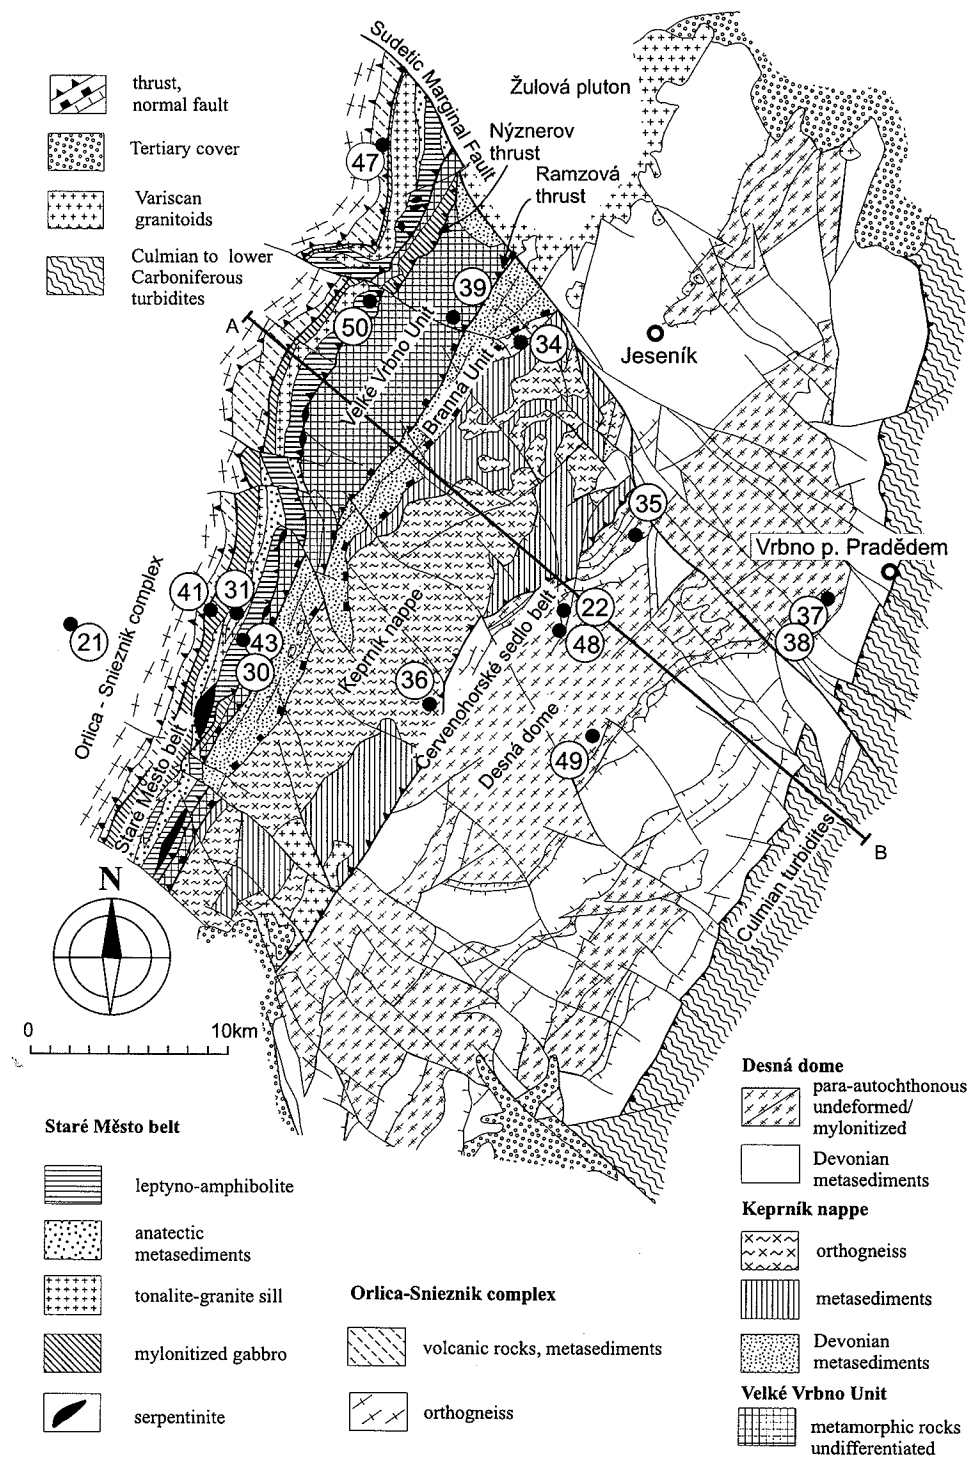 thrust,
normal fault
Tertiary cover
Variscan
granitoids
Culmian to lower
Carboniferous
turbidites
Sudetic Marginal Fault
Žulová pluton
Nýznerov
thrust
Ramzová
thrust
47
39
50
34
A
Jeseník
Velké Vrbno Unit
Branná Unit
35
Vrbno p. Pradědem
41
31
21
43
30
22
48
37
38
36
49
Orlica - Snieznik complex
Keprník nappe
Červenohorské sedlo belt
Desná dome
Staré Město belt
B
Culmian turbidites
N
0
10km
Staré Město belt
leptyno-amphibolite
anatectic
metasediments
tonalite-granite sill
mylonitized gabbro
serpentinite
Orlica-Snieznik complex
volcanic rocks, metasediments
orthogneiss
Desná dome
para-autochthonous
undeformed/
mylonitized
Devonian
metasediments
Keprník nappe
orthogneiss
metasediments
Devonian
metasediments
Velké Vrbno Unit
metamorphic rocks
undifferentiated